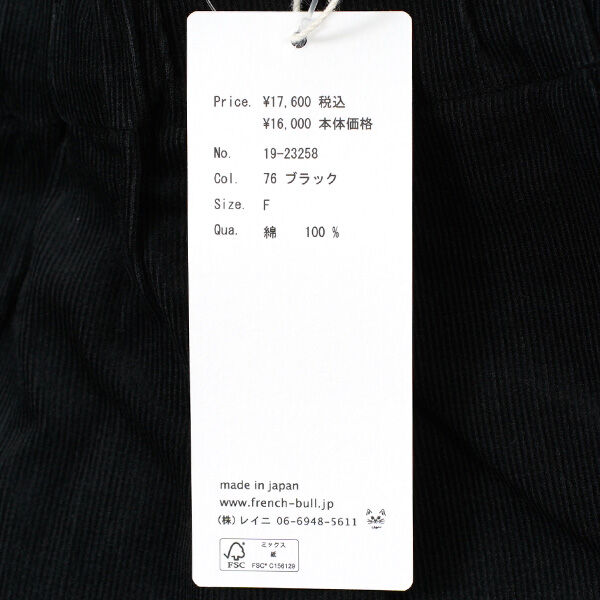 Price. ¥17,600 税込
¥16,000 本体価格
No. 19-23258
Col. 76 ブラック
Size. F
Qua. 綿 100 %
made in japan
www.french-bull.jp
(株)レイニ 06-6948-5611
FSC
ミックス
紙
FSC® C156129